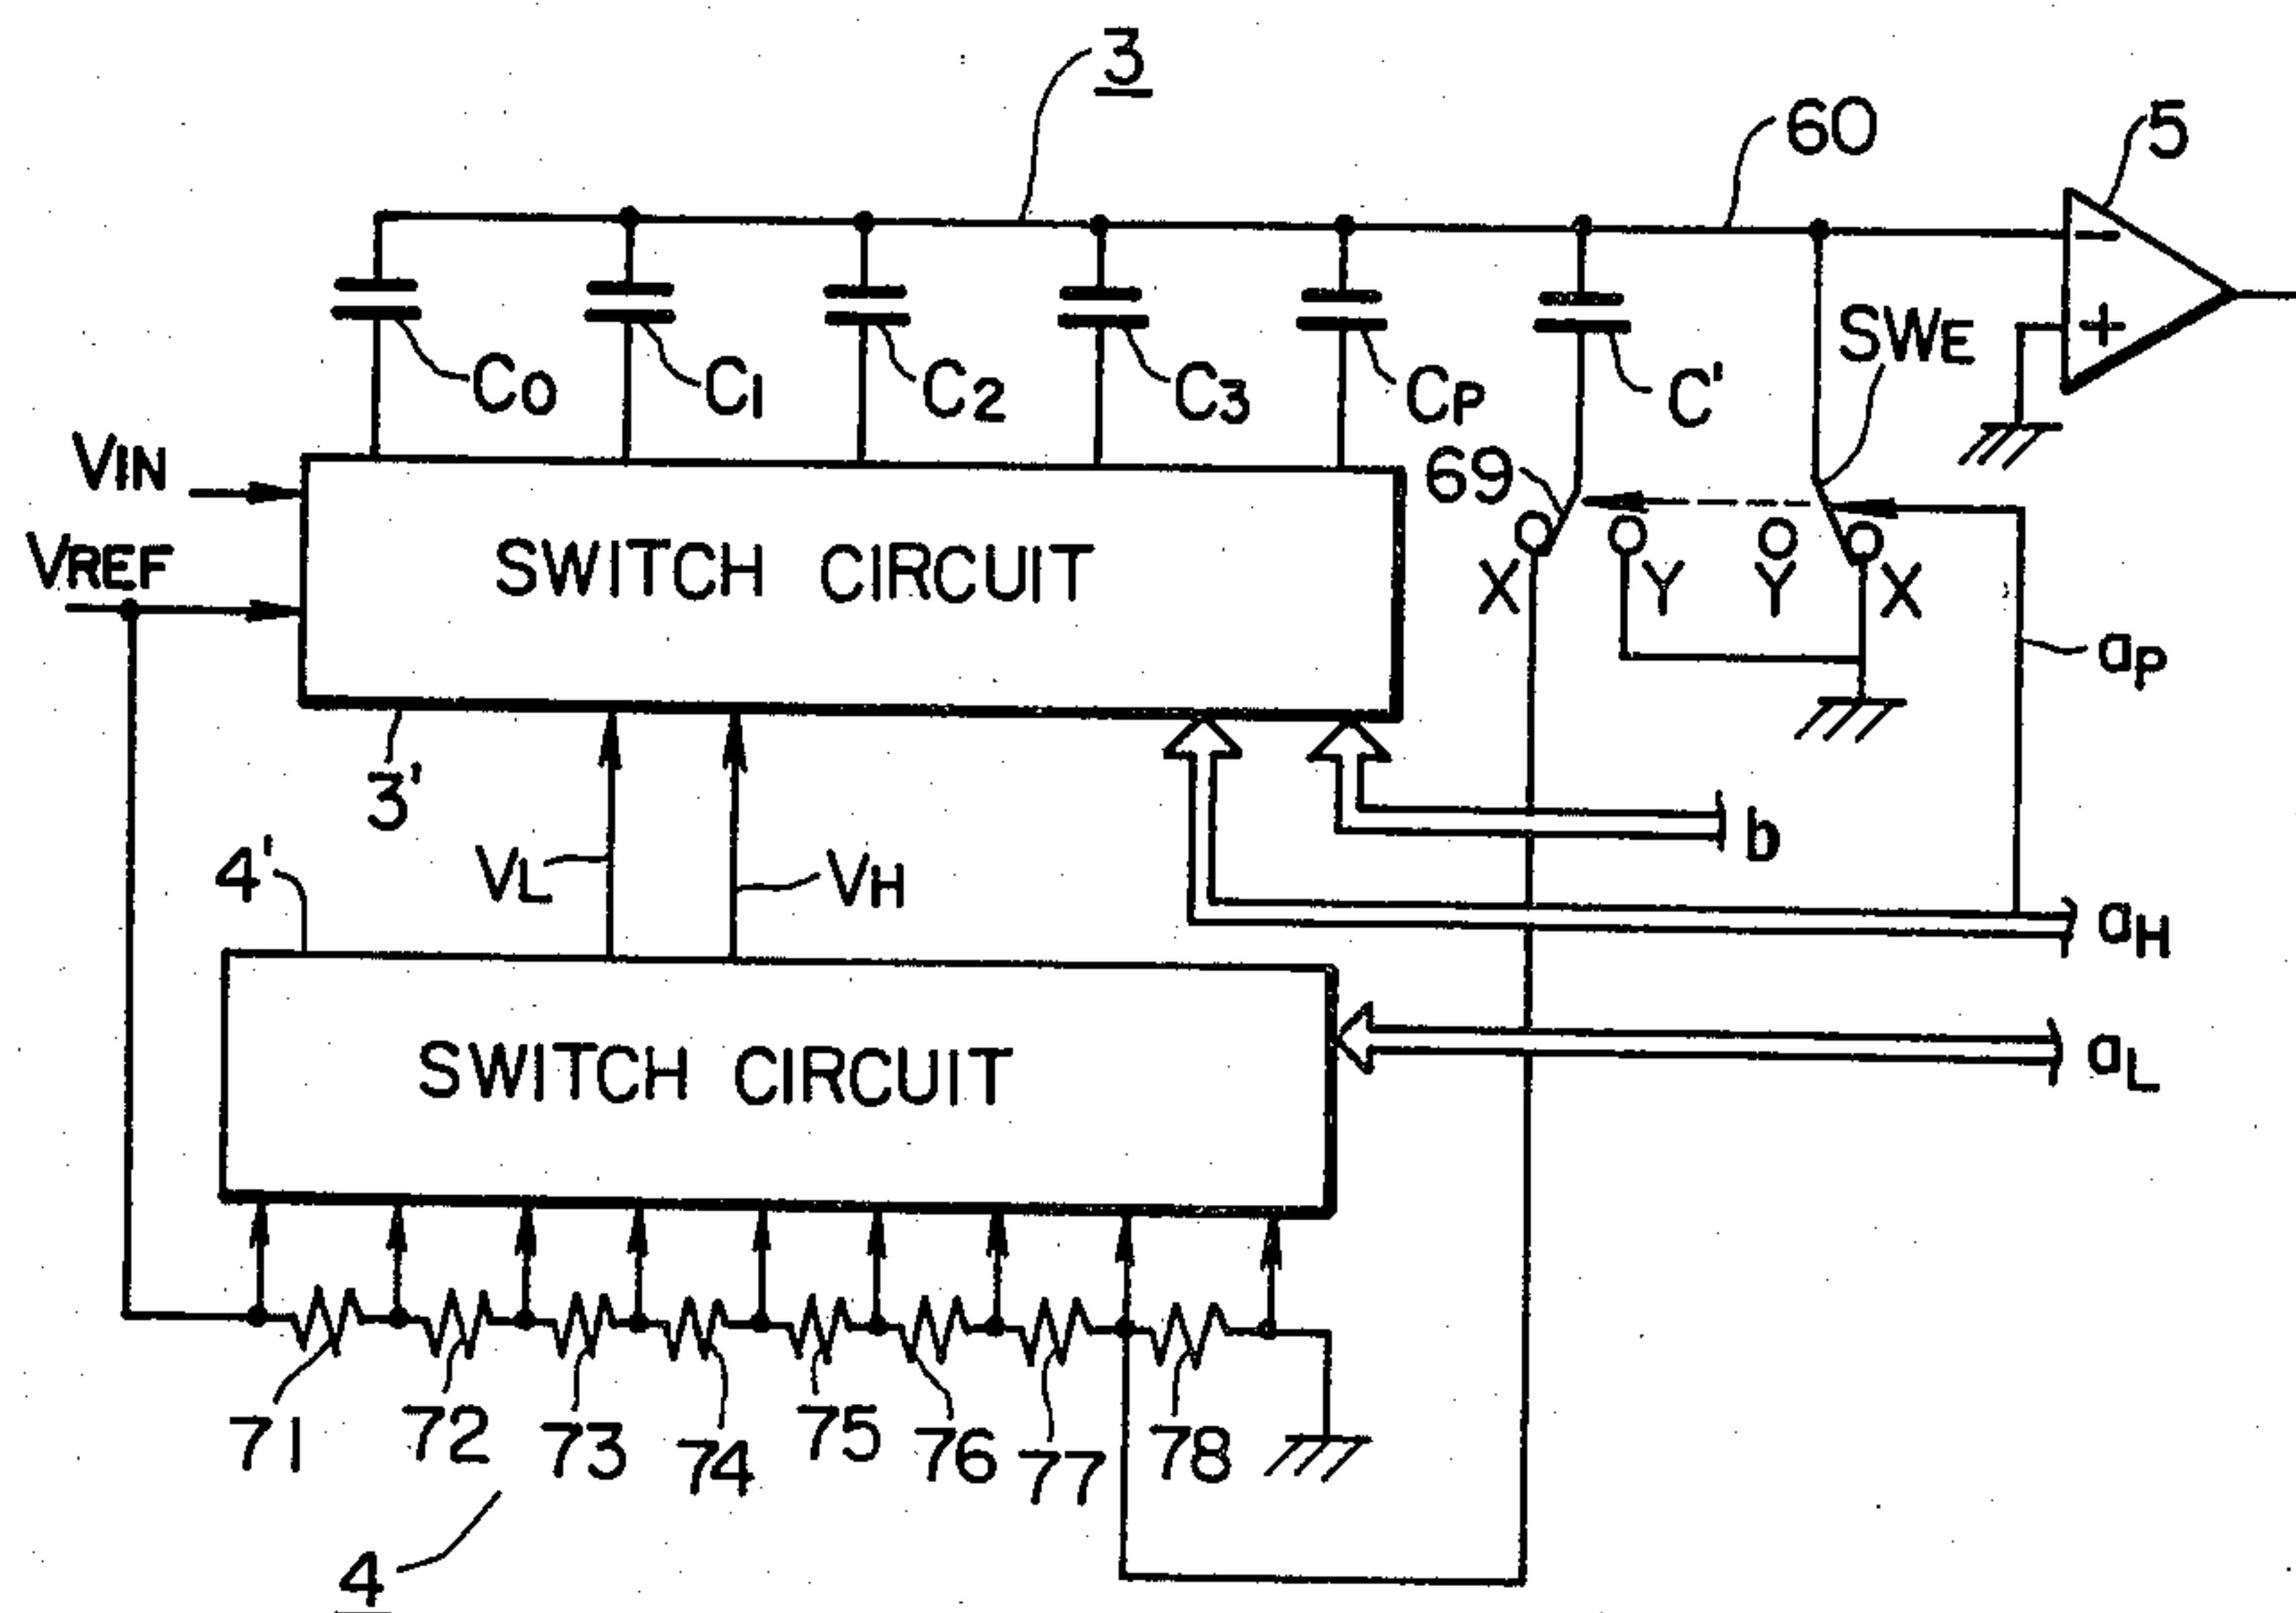 3
60
5
C0
C1
C2
C3
CP
C'
SWE
VIN
VREF
69
SWITCH CIRCUIT
X
Y
Y
X
aP
3'
4'
VL
VH
b
aH
SWITCH CIRCUIT
aL
71
72
73
74
75
76
77
78
4